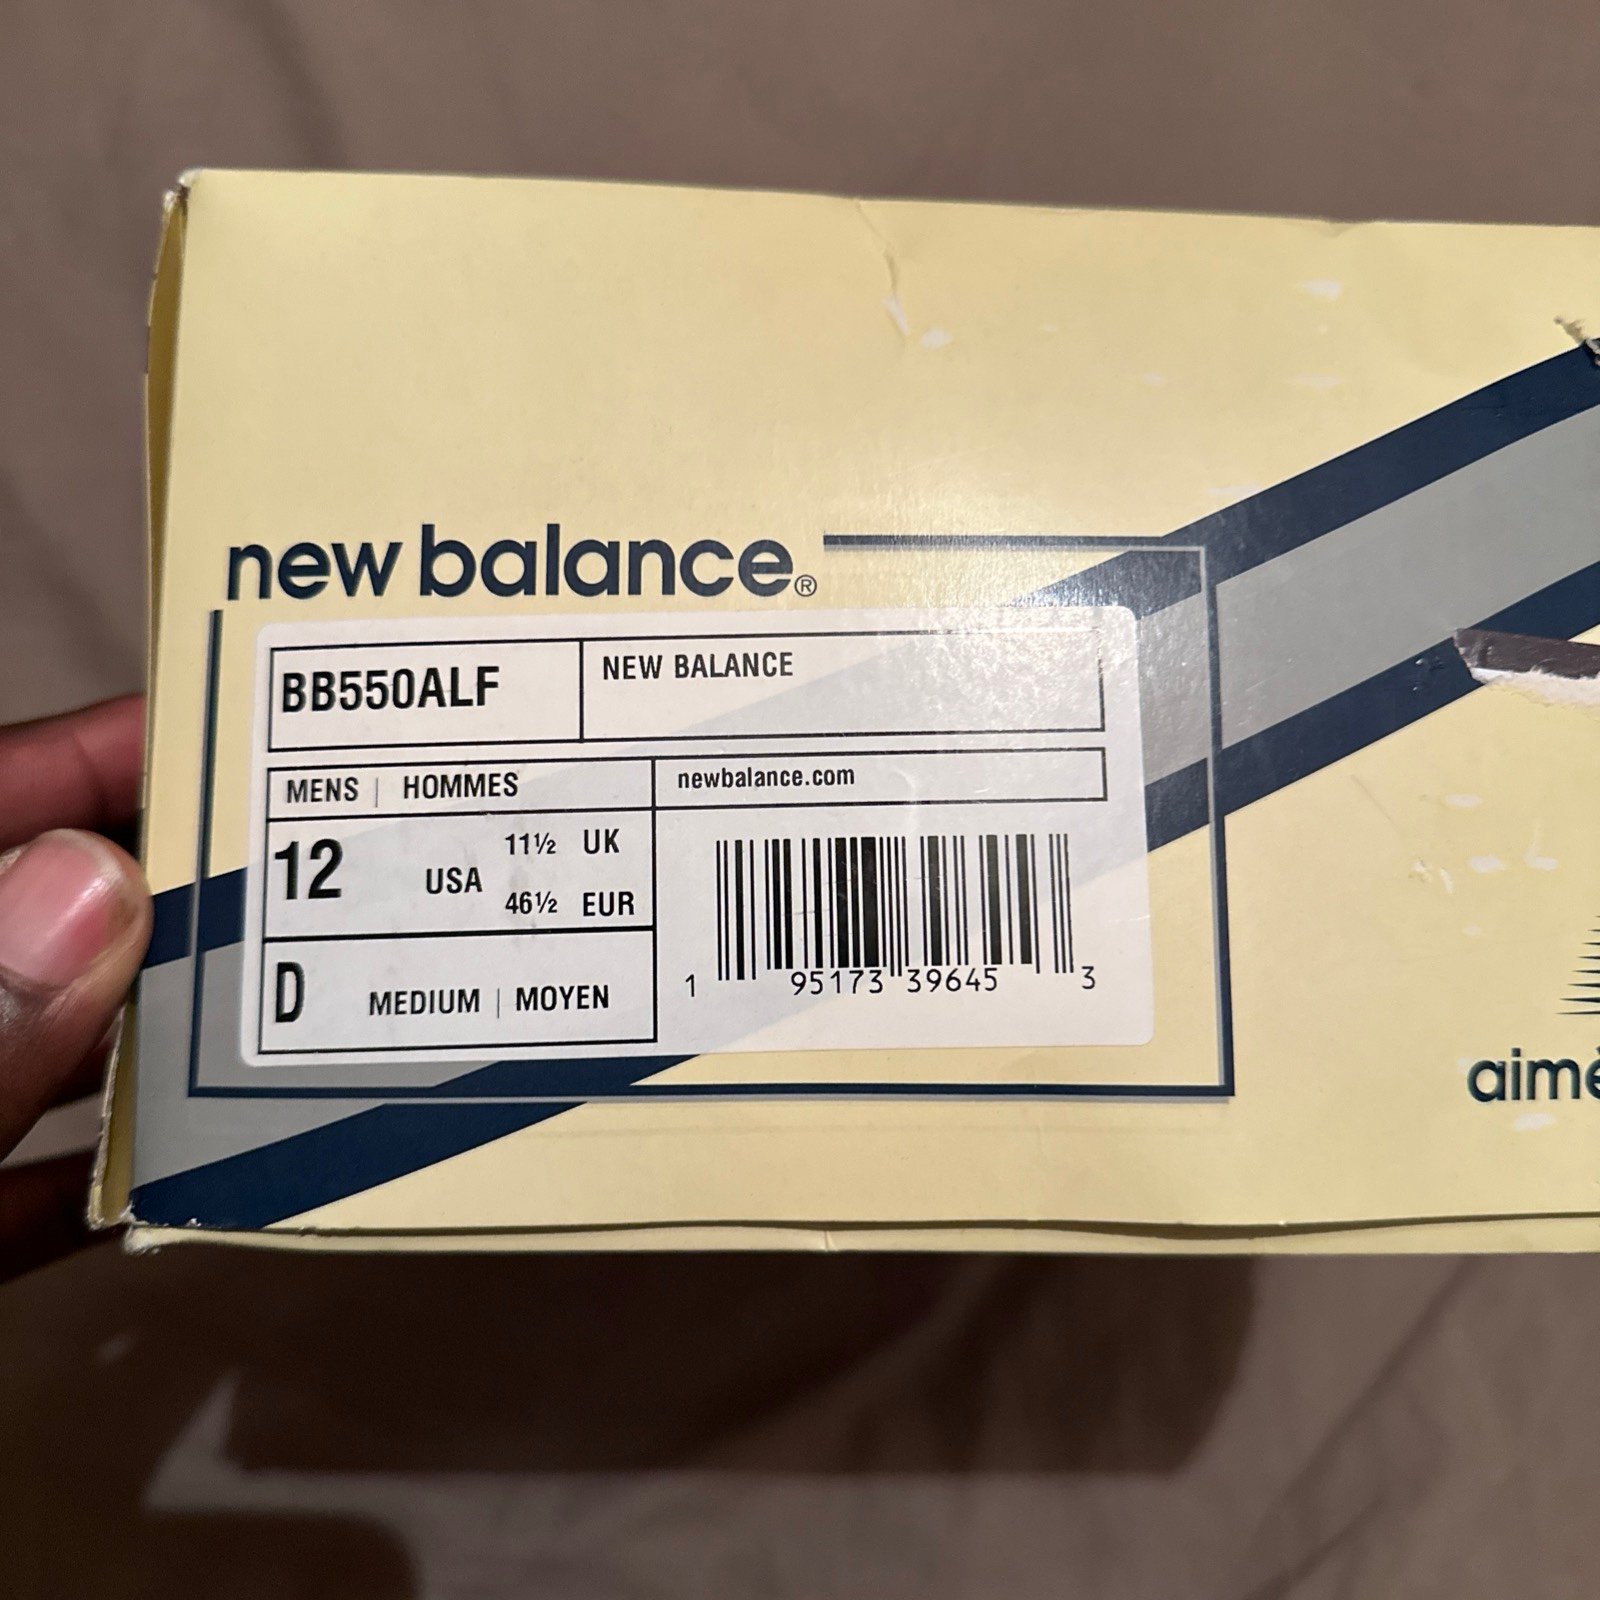 new balance®
BB550ALF
NEW BALANCE
MENS | HOMMES
newbalance.com
12 USA
11½ UK
46½ EUR
D MEDIUM | MOYEN
1 95173 39645 3
aimé